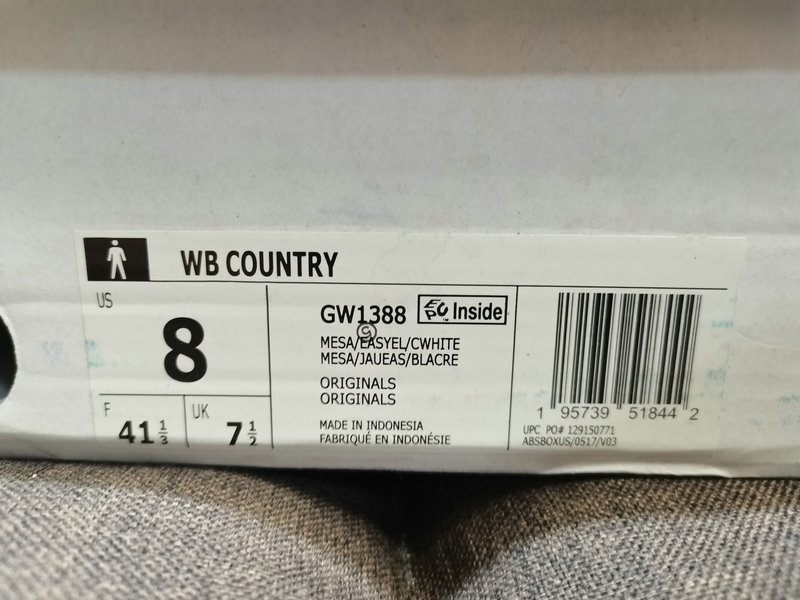 WB COUNTRY
US
8
F
41 1/3
UK
7 1/2
GW1388
EPC Inside
MESA/EASYEL/CWHITE
MESA/JAUEAS/BLACRE
ORIGINALS
ORIGINALS
MADE IN INDONESIA
FABRIQUÉ EN INDONÉSIE
1 95739 51844 2
UPC PO# 129150771
ABSBOXUS/0517/V03